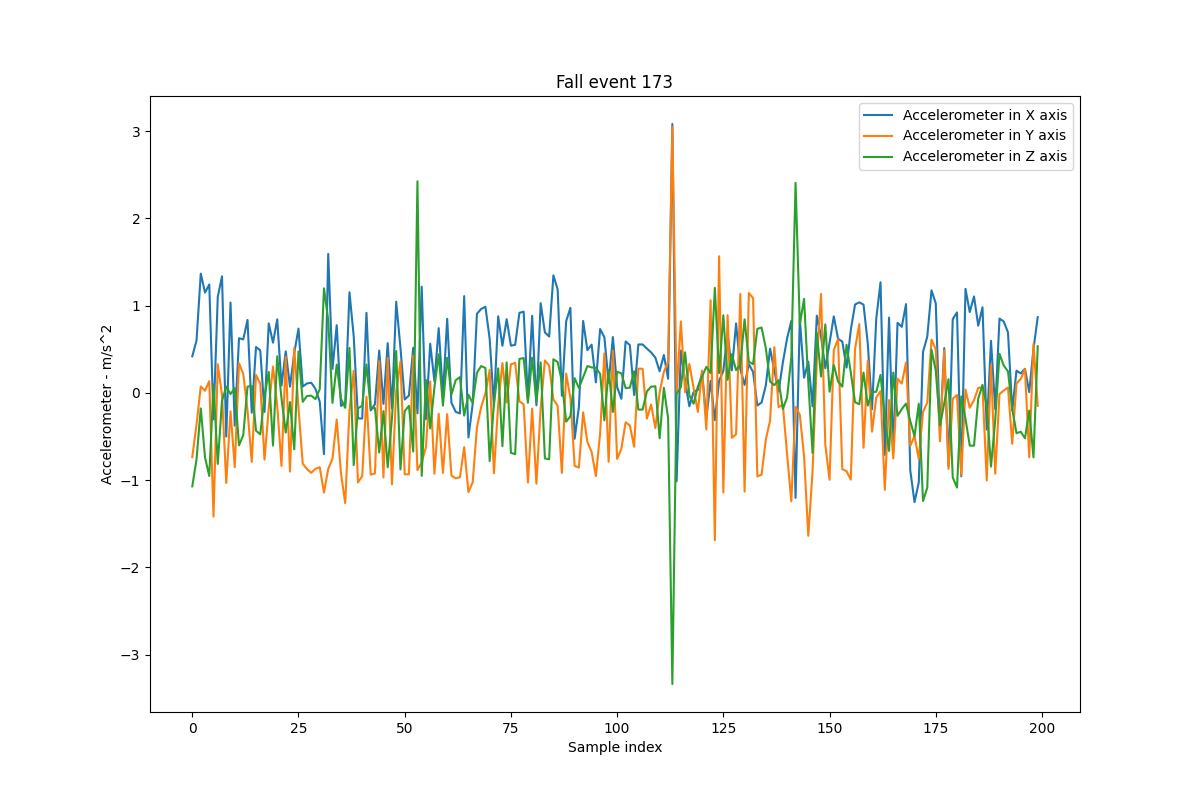 Fall event 173
Accelerometer in X axis
Accelerometer in Y axis
Accelerometer in Z axis
Accelerometer - m/s^2
3
2
1
0
−1
−2
−3
0 25 50 75 100 125 150 175 200
Sample index